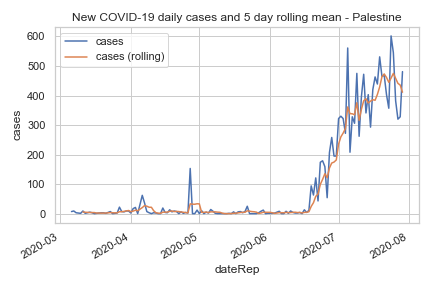 New COVID-19 daily cases and 5 day rolling mean - Palestine
cases
cases (rolling)
600
500
400
300
200
100
0
cases
2020-03
2020-04
2020-05
2020-06
2020-07
2020-08
dateRep